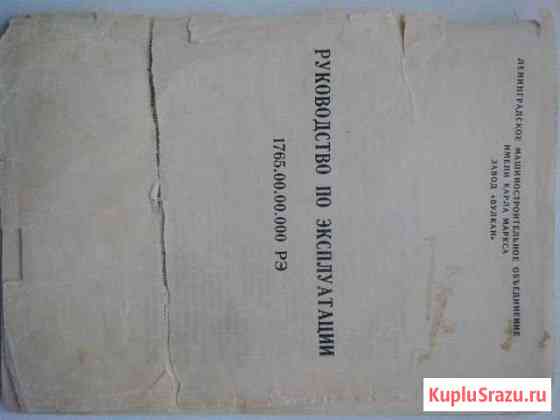 ЛЕНИНГРАДСКОЕ МАШИНОСТРОИТЕЛЬНОЕ ОБЪЕДИНЕНИЕ
ИМЕНИ КАРЛА МАРКСА
ЗАВОД «ВУЛКАН»
РУКОВОДСТВО ПО ЭКСПЛУАТАЦИИ
1765.00.00.000 РЭ
KupluSrazu.ru